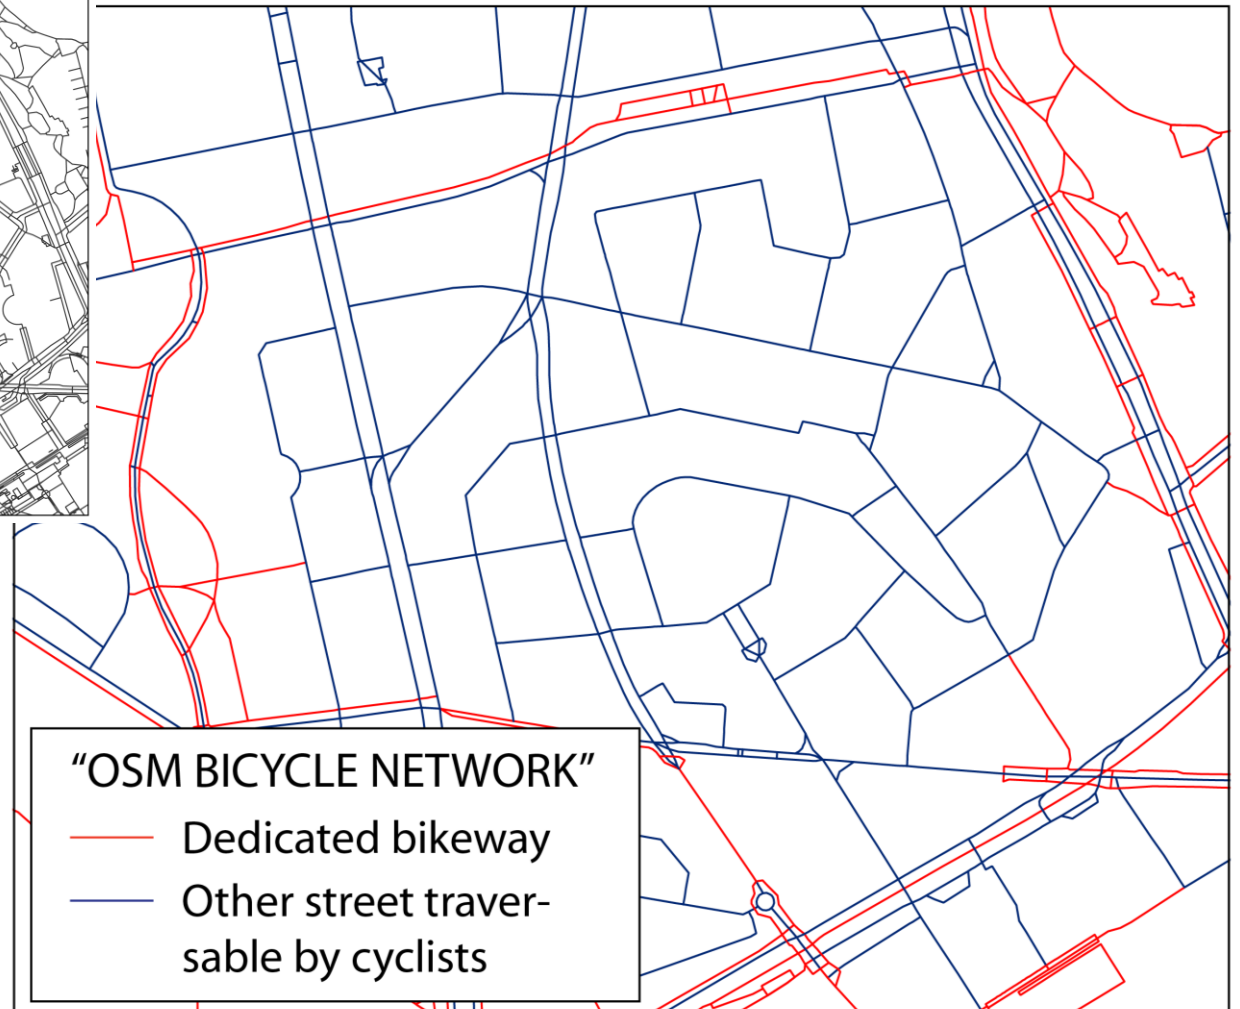 “OSM BICYCLE NETWORK”
Dedicated bikeway
Other street traver-
sable by cyclists